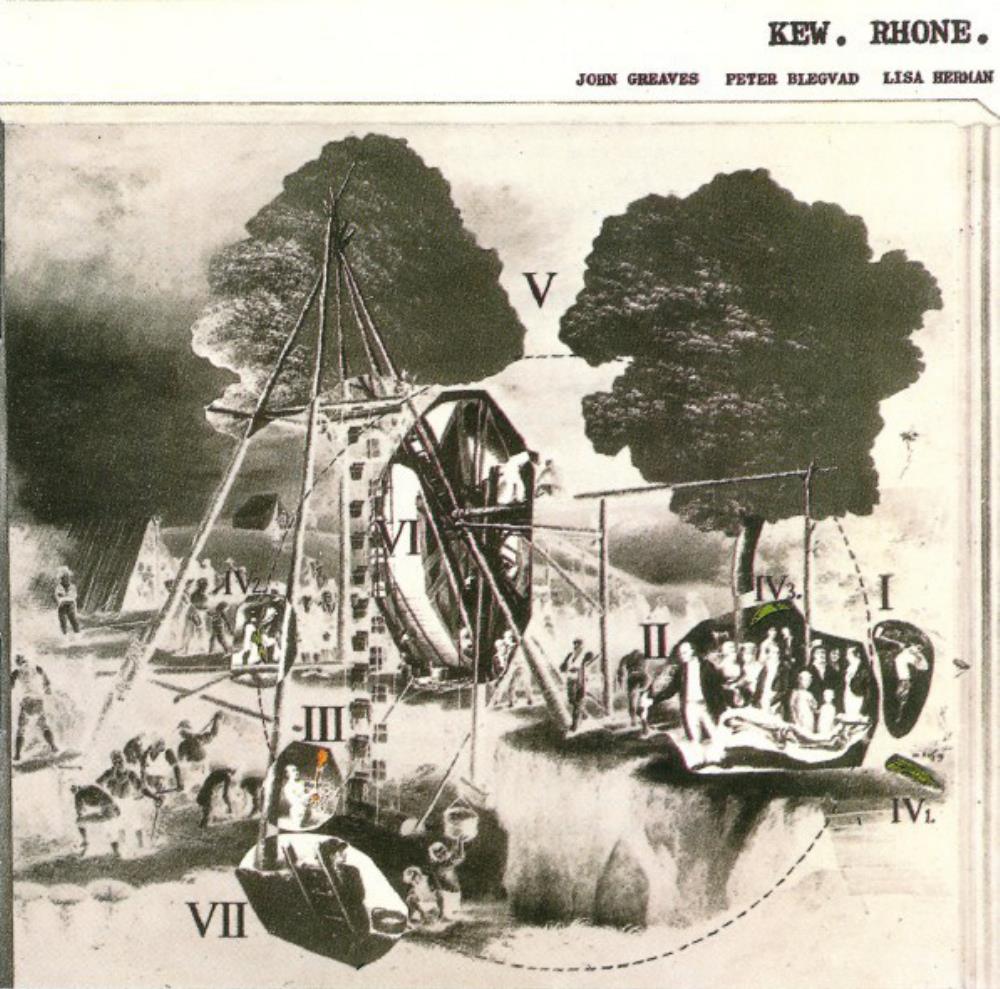 KEW. RHONE.
JOHN GREAVES PETER BLEGVAD LISA HERMAN
V
VI
IV2.
IV3.
I
II
III
IV1.
VII